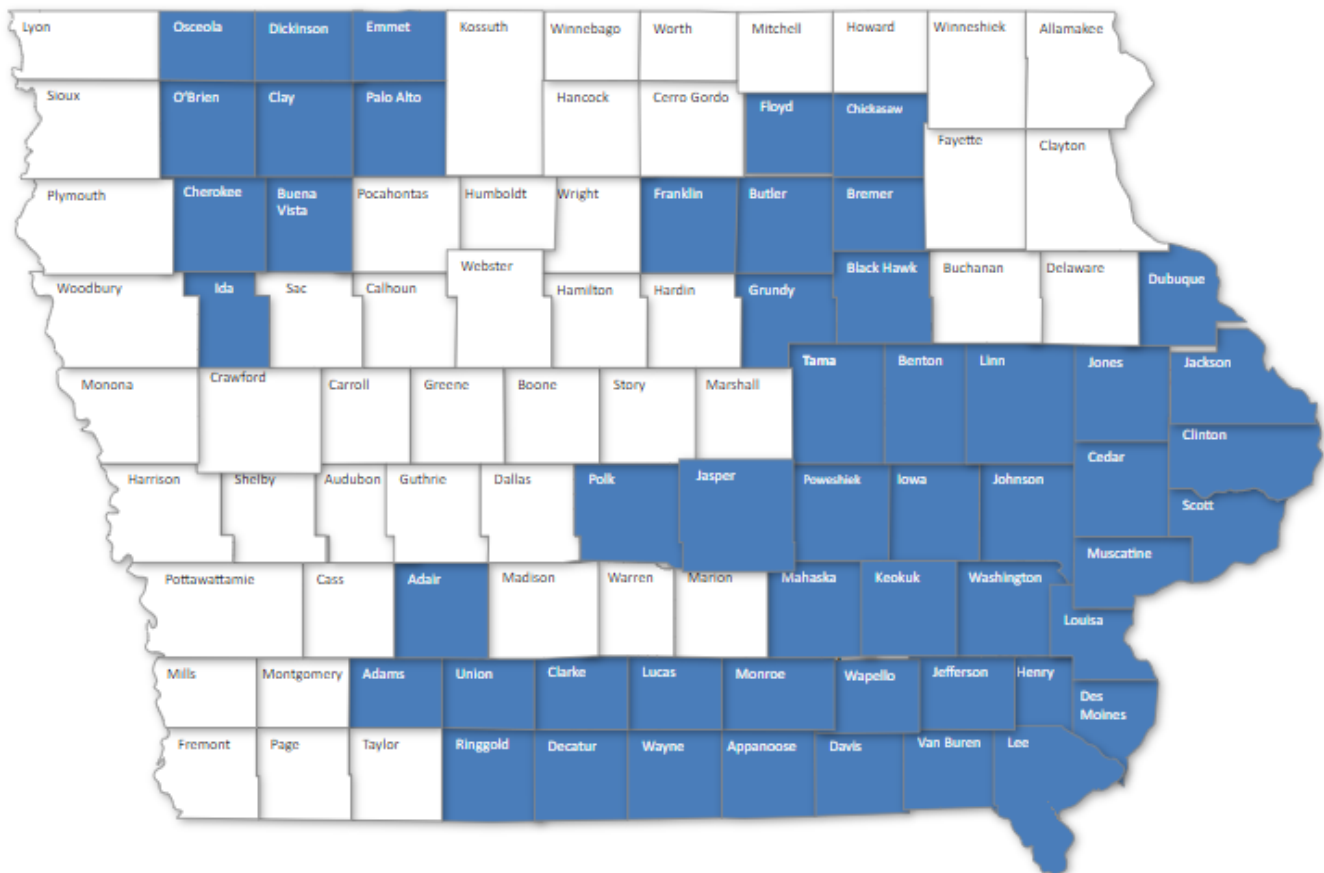 Lyon
Osceola
Dickinson
Emmet
Kossuth
Winnebago
Worth
Mitchell
Howard
Winneshiek
Allamakee
Sioux
O'Brien
Clay
Palo Alto
Hancock
Cerro Gordo
Floyd
Chickasaw
Fayette
Clayton
Plymouth
Cherokee
Buena
Vista
Pocahontas
Humboldt
Wright
Franklin
Butler
Bremer
Woodbury
Ida
Sac
Calhoun
Webster
Hamilton
Hardin
Grundy
Black Hawk
Buchanan
Delaware
Dubuque
Monona
Crawford
Carroll
Greene
Boone
Story
Marshall
Tama
Benton
Linn
Jones
Jackson
Clinton
Cedar
Harrison
Shelby
Audubon
Guthrie
Dallas
Polk
Jasper
Poweshiek
Iowa
Johnson
Scott
Muscatine
Pottawattamie
Cass
Adair
Madison
Warren
Marion
Mahaska
Keokuk
Washington
Louisa
Mills
Montgomery
Adams
Union
Clarke
Lucas
Monroe
Wapello
Jefferson
Henry
Des
Moines
Fremont
Page
Taylor
Ringgold
Decatur
Wayne
Appanoose
Davis
Van Buren
Lee